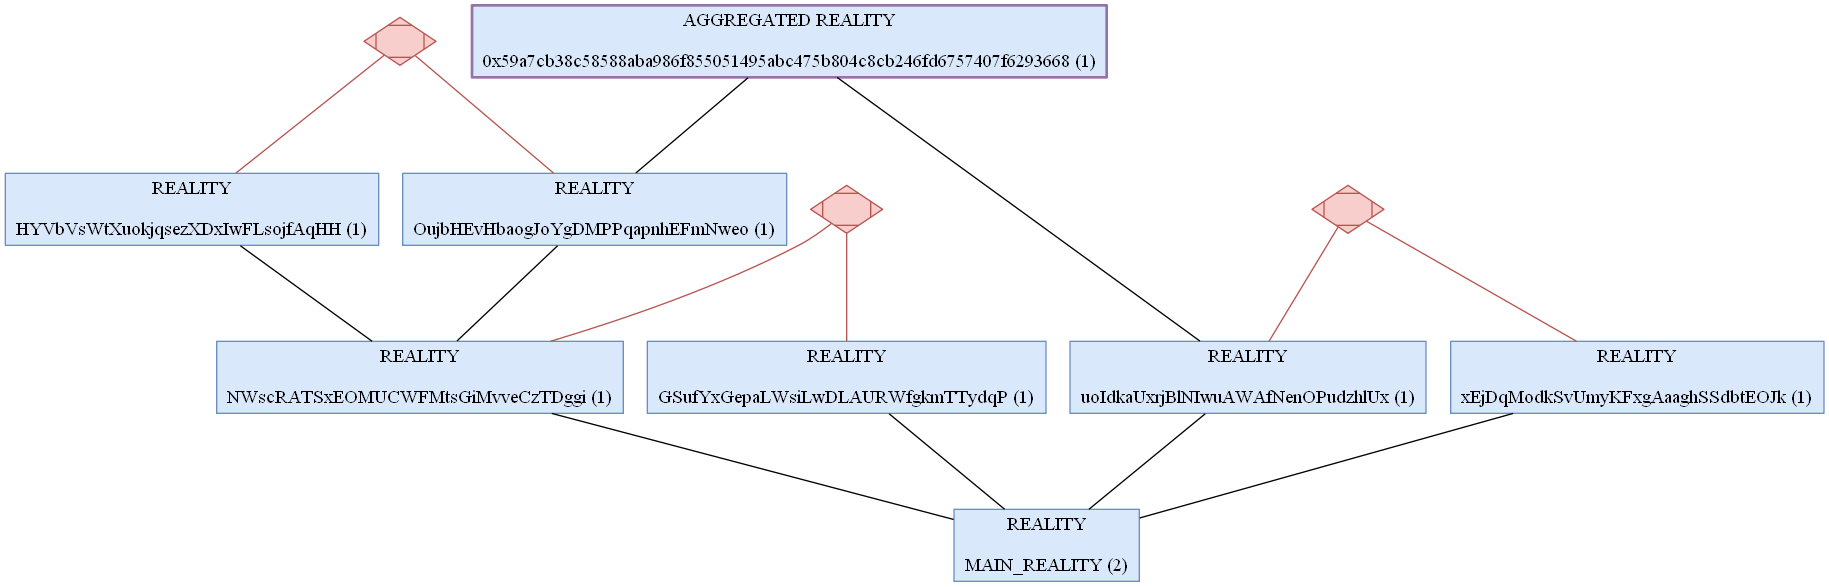 AGGREGATED REALITY
0x59a7cb38c58588aba986f855051495abc475b804c8cb246fd6757407f6293668 (1)
REALITY
HYVbVsWtXuokjqsezXDxIwFLsojfAqHH (1)
REALITY
OujbHEvHbaogJoYgDMPPqapnhEFmNweo (1)
REALITY
NWscRATSxEOMUCWFMtsGiMvveCzTDggi (1)
REALITY
GSufYxGepaLWsiLwDLAURWfgkmTTydqP (1)
REALITY
uoIdkaUxrjBlNIwuAWAfNenOPudzhlUx (1)
REALITY
xEjDqModkSvUmyKFxgAaaghSSdbtEOJk (1)
REALITY
MAIN_REALITY (2)